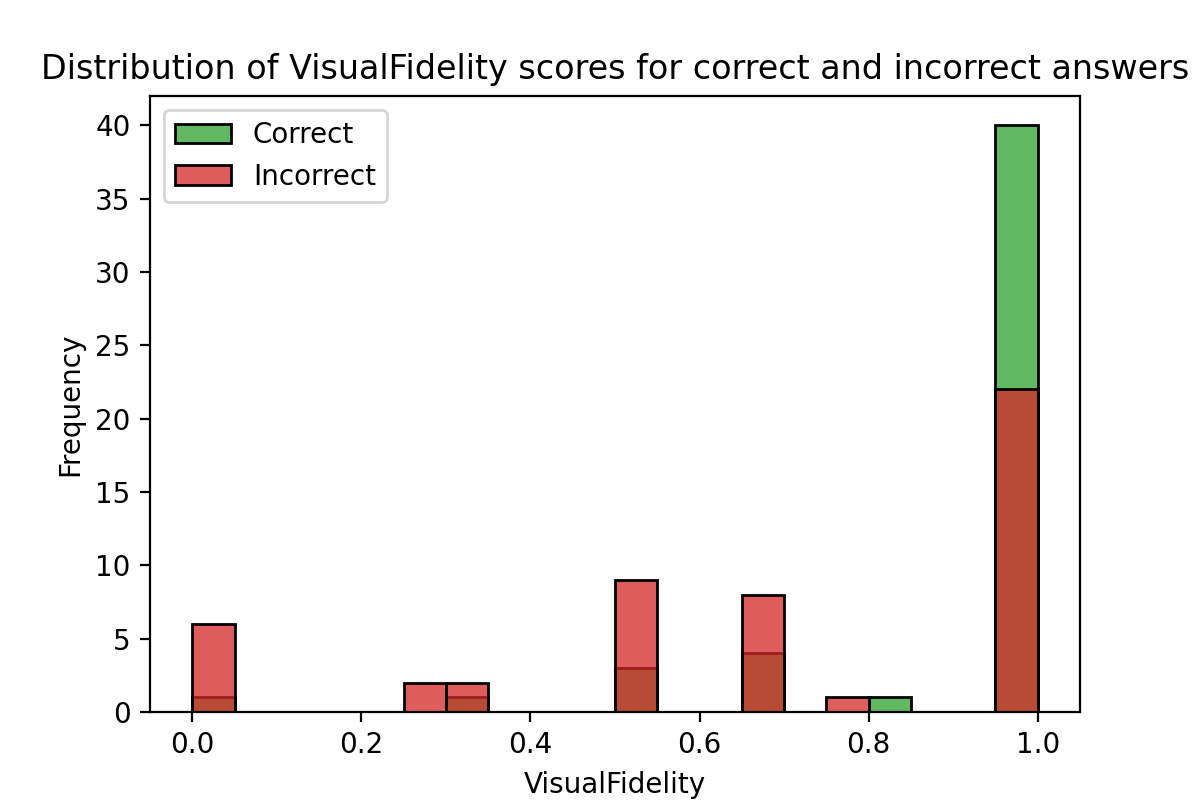 Distribution of VisualFidelity scores for correct and incorrect answers
Correct
Incorrect
Frequency
40
35
30
25
20
15
10
5
0
0.0 0.2 0.4 0.6 0.8 1.0
VisualFidelity